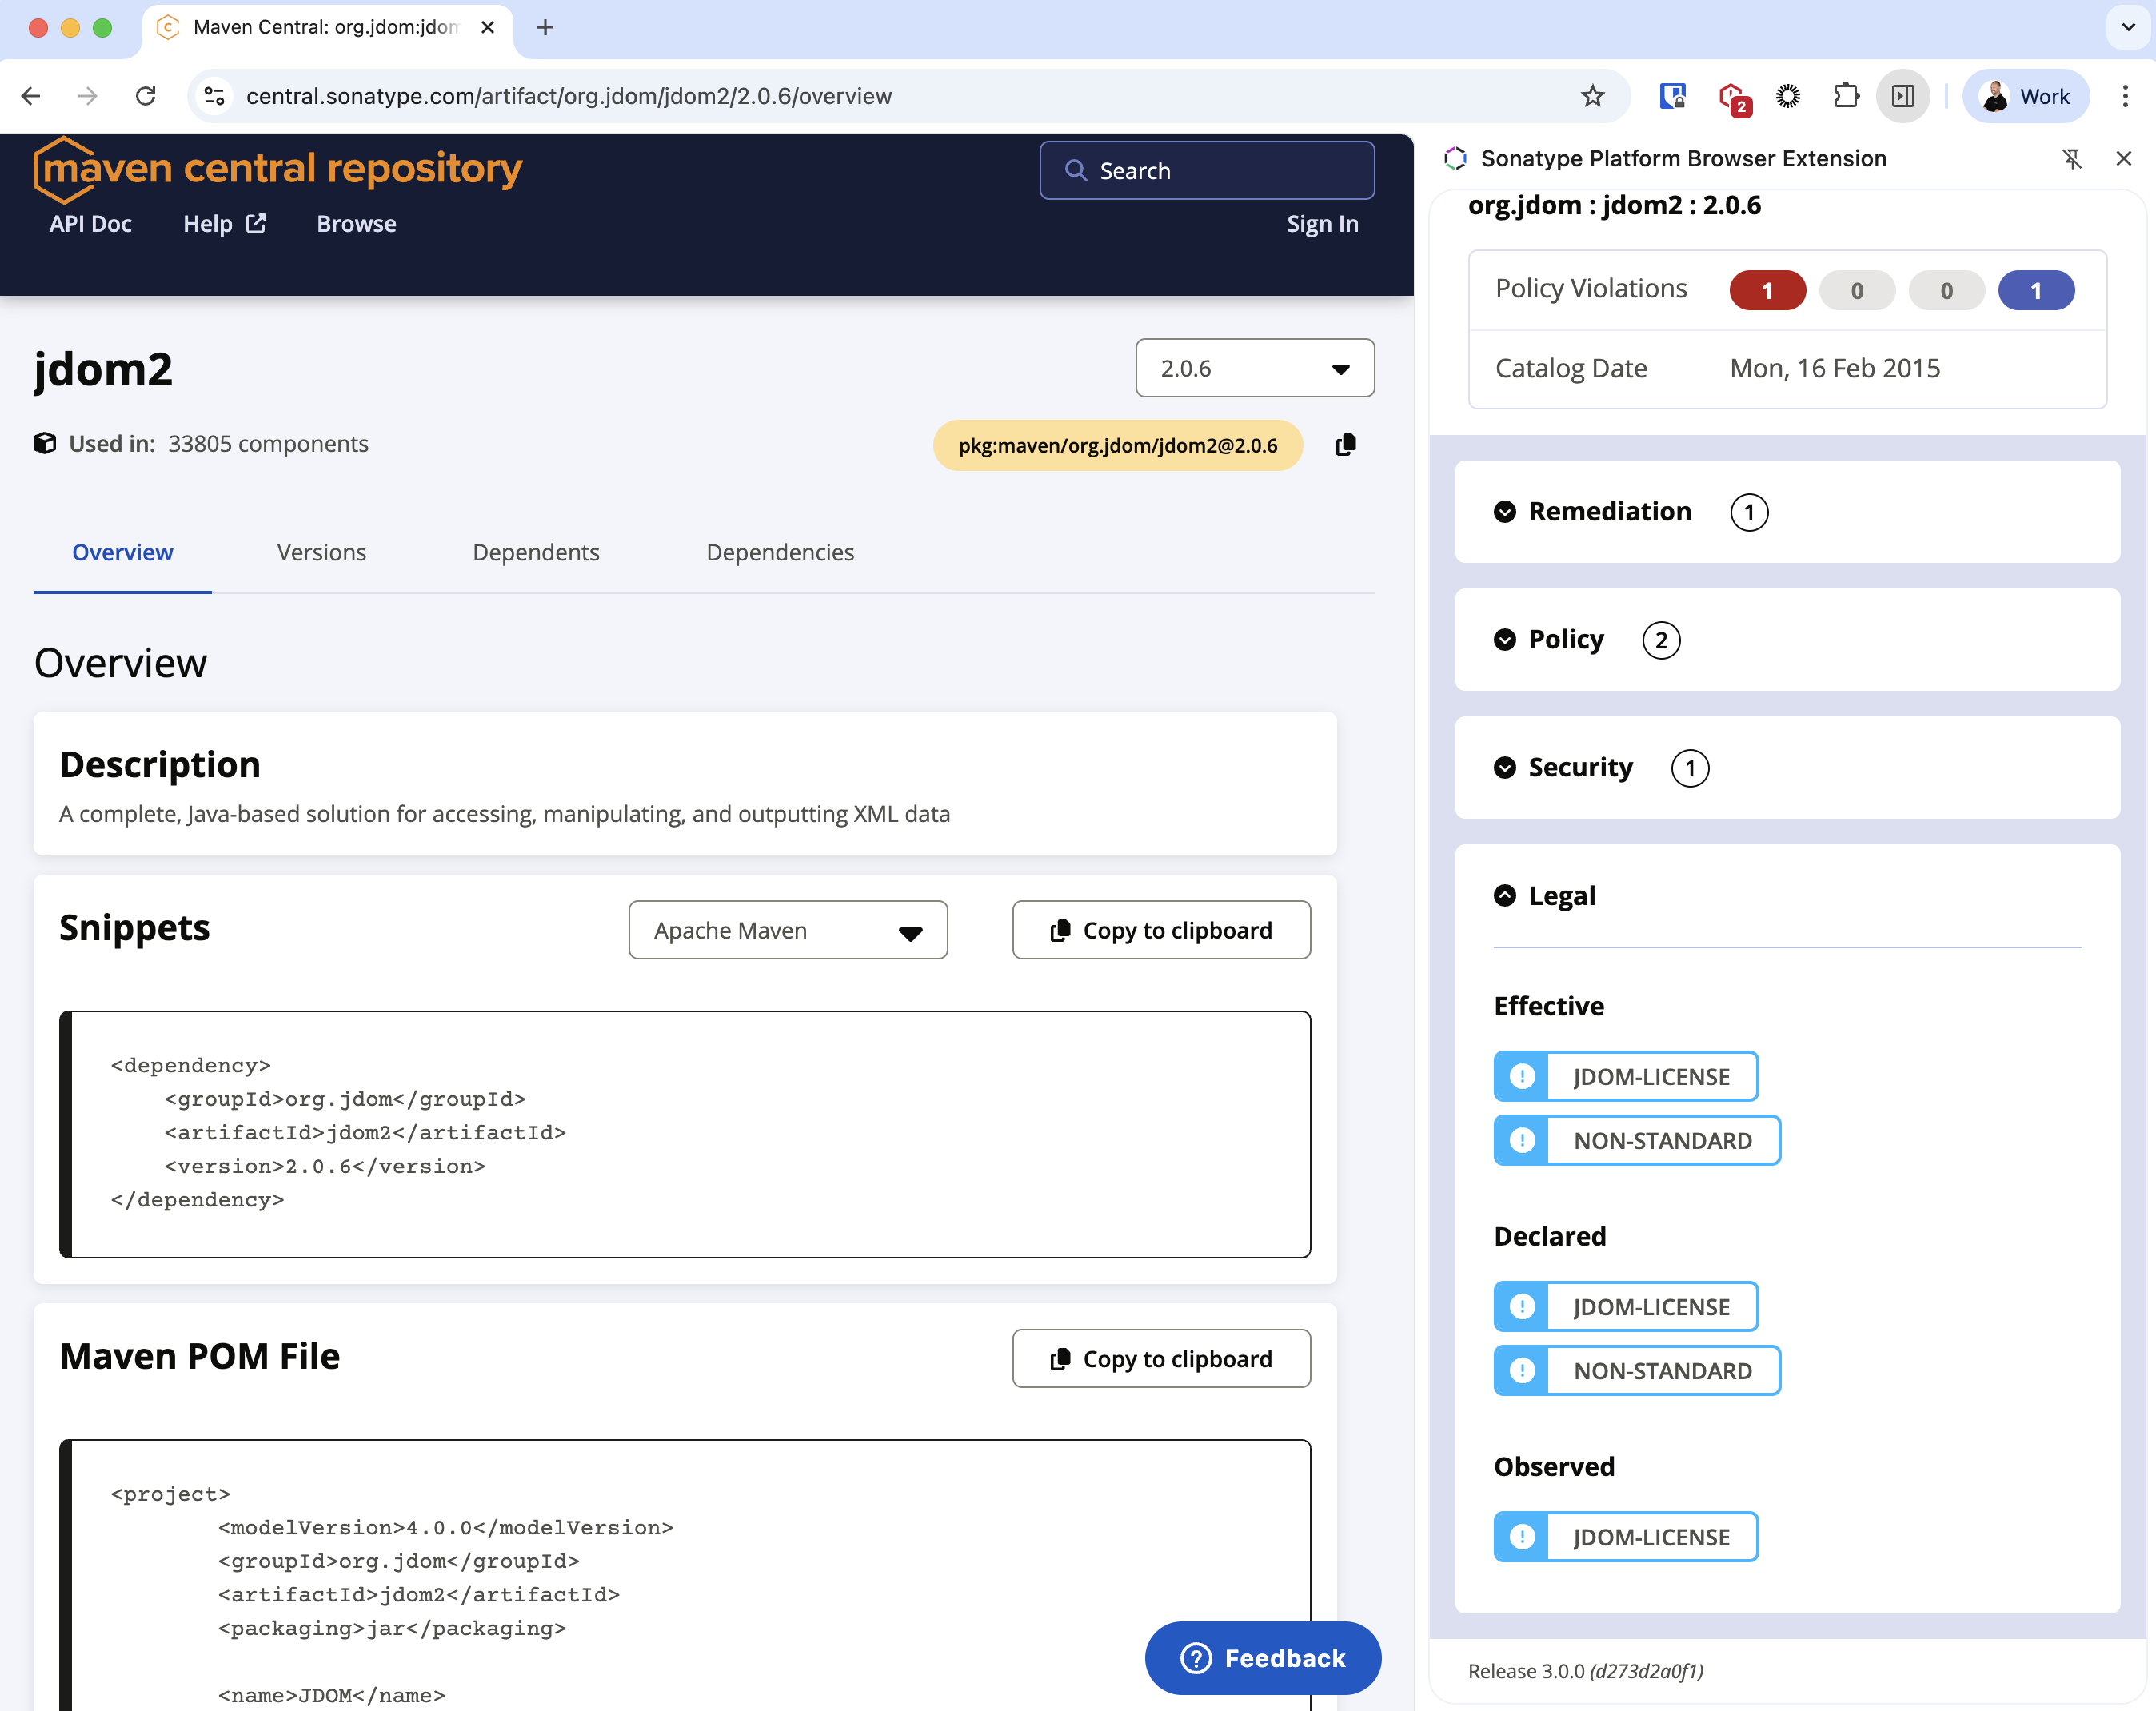 Maven Central: org.jdom:jdom
central.sonatype.com/artifact/org.jdom/jdom2/2.0.6/overview
2
Work
maven central repository
Search
API Doc
Help
Browse
Sign In
jdom2
2.0.6
Used in: 33805 components
pkg:maven/org.jdom/jdom2@2.0.6
Overview
Versions
Dependents
Dependencies
Overview
Description
A complete, Java-based solution for accessing, manipulating, and outputting XML data
Snippets
Apache Maven
Copy to clipboard
<dependency>
<groupId>org.jdom</groupId>
<artifactId>jdom2</artifactId>
<version>2.0.6</version>
</dependency>
Maven POM File
Copy to clipboard
<project>
<modelVersion>4.0.0</modelVersion>
<groupId>org.jdom</groupId>
<artifactId>jdom2</artifactId>
<packaging>jar</packaging>
<name>JDOM</name>
Feedback
Sonatype Platform Browser Extension
org.jdom : jdom2 : 2.0.6
Policy Violations 1 0 0 1
Catalog Date Mon, 16 Feb 2015
Remediation 1
Policy 2
Security 1
Legal
Effective
JDOM-LICENSE
NON-STANDARD
Declared
JDOM-LICENSE
NON-STANDARD
Observed
JDOM-LICENSE
Release 3.0.0 (d273d2a0f1)